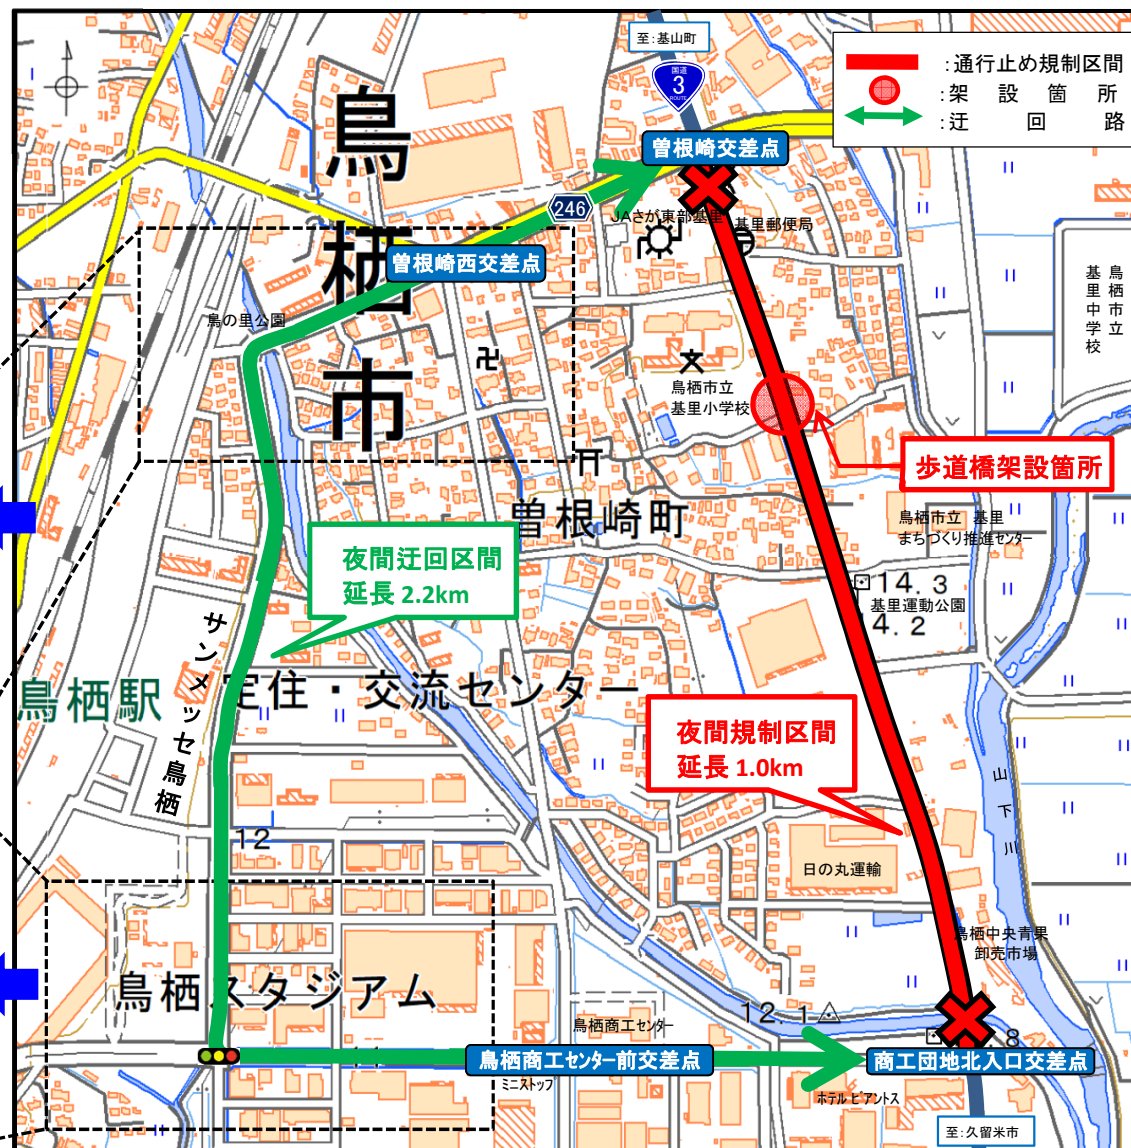 至:基山町
国道
3
ROUTE
:通行止め規制区間
:架設箇所
:迂回路
鳥栖市
曽根崎交差点
246
JAさが東部基里
基里郵便局
曽根崎西交差点
鳥の里公園
鳥栖市立
基里中学校
鳥栖市立
基里小学校
歩道橋架設箇所
曽根崎町
鳥栖市立 基里
まちづくり推進センター
夜間迂回区間
延長 2.2km
14.3
基里運動公園
4.2
サンメッセ鳥栖
鳥栖駅
定住・交流センター
夜間規制区間
延長 1.0km
山下川
12
日の丸運輸
鳥栖中央青果
卸売市場
鳥栖スタジアム
鳥栖商工センター
12.1
8
鳥栖商工センター前交差点
商工団地北入口交差点
ミニストップ
ホテルビアントス
至:久留米市